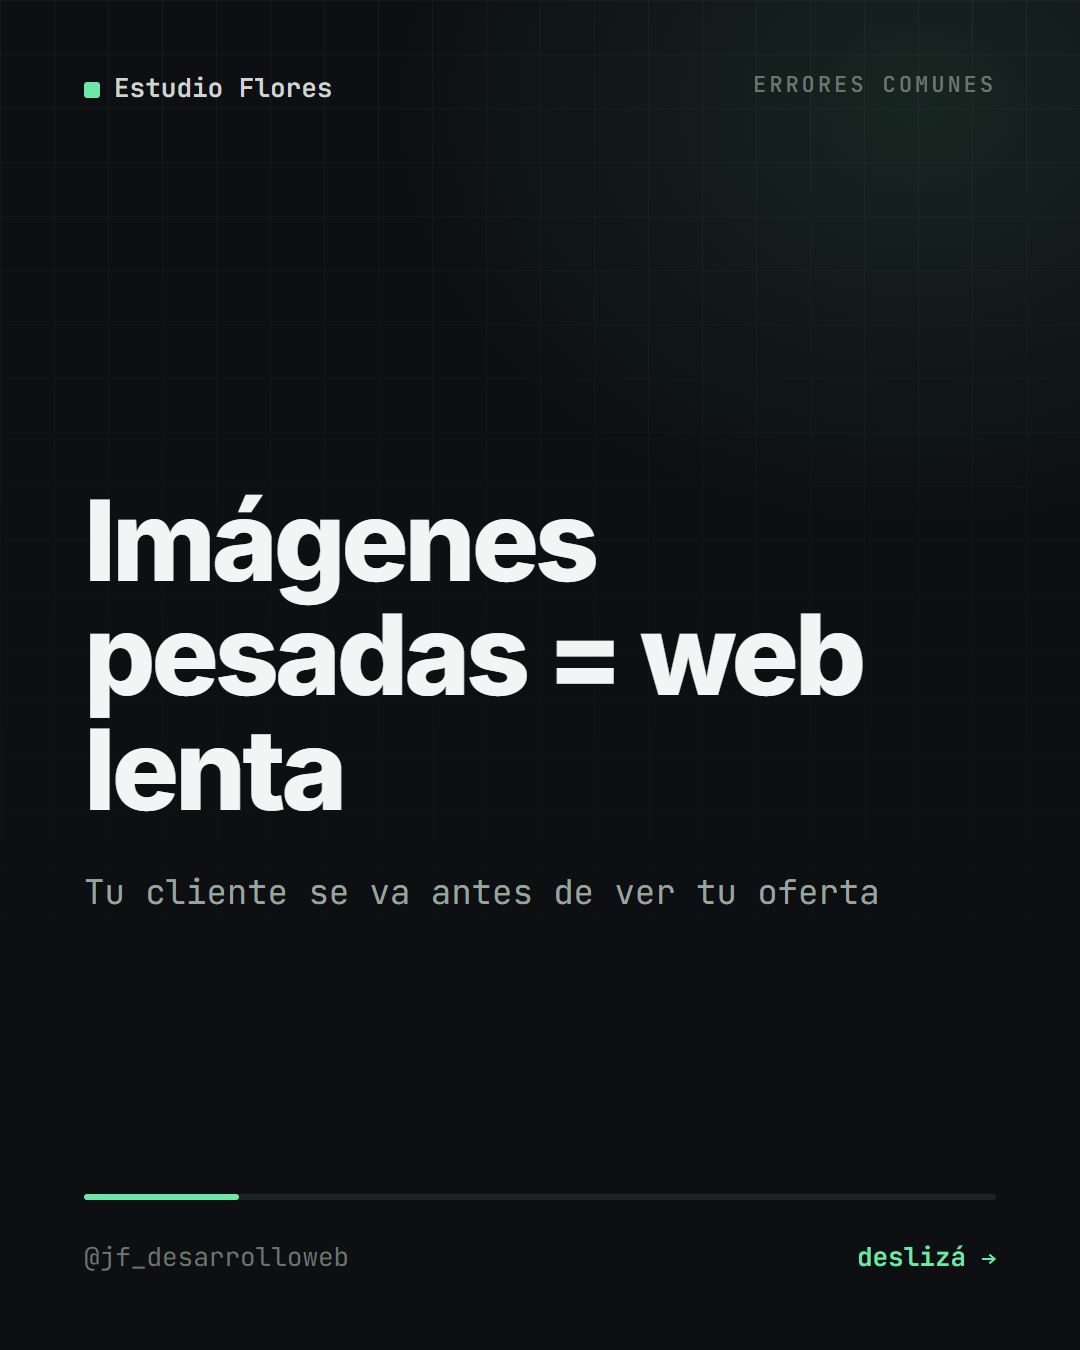 Estudio Flores
ERRORES COMUNES
Imágenes
pesadas = web
lenta
Tu cliente se va antes de ver tu oferta
@jf_desarrolloweb
deslizá →